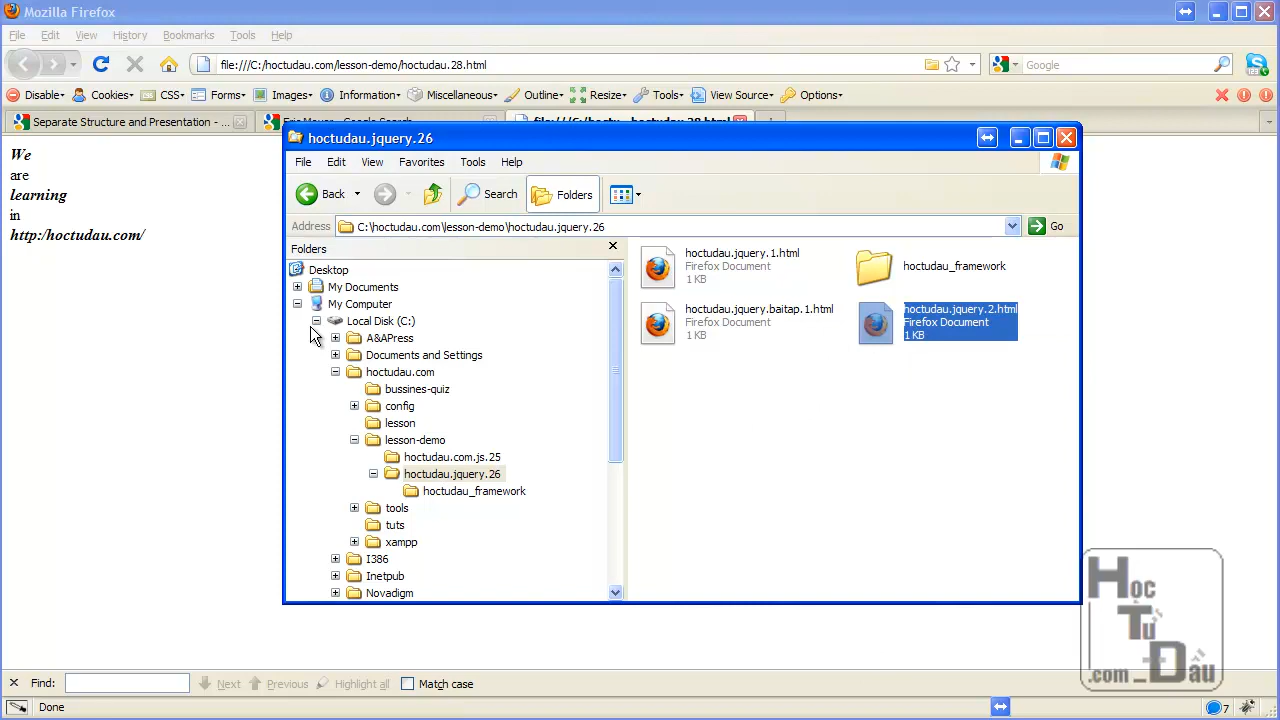 Mozilla Firefox
File Edit View History Bookmarks Tools Help
file:///C:/hoctudau.com/lesson-demo/hoctudau.28.html
Google
Disable Cookies CSS Forms Images Information Miscellaneous Outline Resize Tools View Source Options
Separate Structure and Presentation - ...
We
are
learning
in
http:/hoctudau.com/
hoctudau.jquery.26
File Edit View Favorites Tools Help
Back Search Folders
Address C:\hoctudau.com\lesson-demo\hoctudau.jquery.26 Go
Folders
Desktop
My Documents
My Computer
Local Disk (C:)
A&APress
Documents and Settings
hoctudau.com
bussines-quiz
config
lesson
lesson-demo
hoctudau.com.js.25
hoctudau.jquery.26
hoctudau_framework
tools
tuts
xampp
I386
Inetpub
Novadigm
hoctudau.jquery.1.html
Firefox Document
1 KB
hoctudau_framework
hoctudau.jquery.baitap.1.html
Firefox Document
1 KB
hoctudau.jquery.2.html
Firefox Document
1 KB
Học
Từ
.com_Dâu
Find: Next Previous Highlight all Match case
Done 7